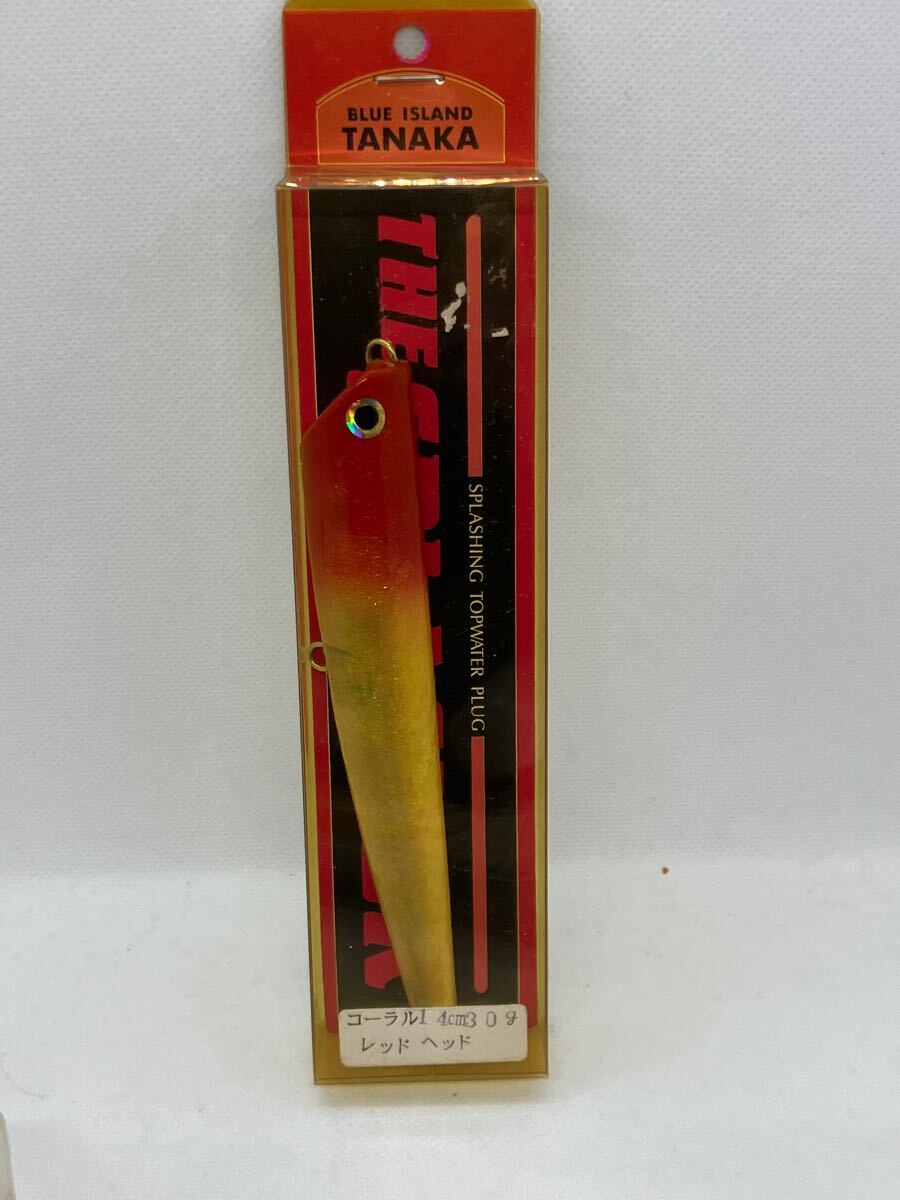 BLUE ISLAND
TANAKA
THE
SPLASHING TOPWATER PLUG
コーラル14cm30g
レッド ヘッド